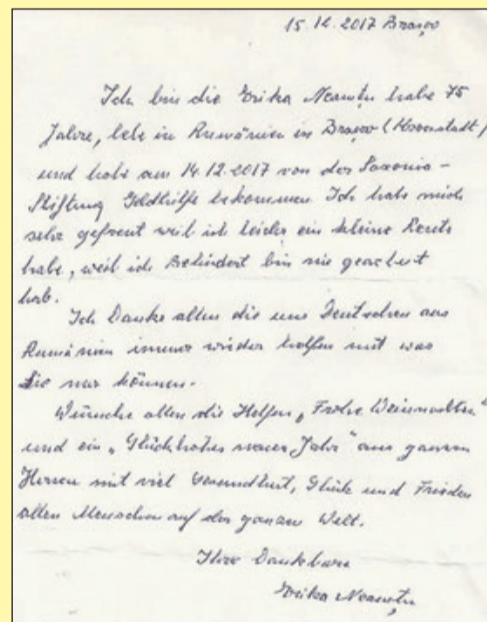 15.12.2017 Brașov
Ich bin die Erika Neamțu habe 75
Jahre, lebe in Rumänien in Brașov (Kronstadt)
und habe am 14.12.2017 von der Saxonia-
Stiftung Geldhilfe bekommen Ich habe mich
sehr gefreut weil ich leider ein kleine Rente
habe, weil ich Behindert bin nie gearbeit
hab.
Ich Danke allen die uns Deutschen aus
Rumänien immer wieder helfen mit was
Sie nur können.
Wünsche allen die Helfen „Frohe Weihnachten"
und ein „Glückhohes neues Jahr" aus ganzem
Herzen mit viel Gesundheit, Glück und Frieden
allen Menschen auf der ganzen Welt.
Ihre Dankbare
Erika Neamțu